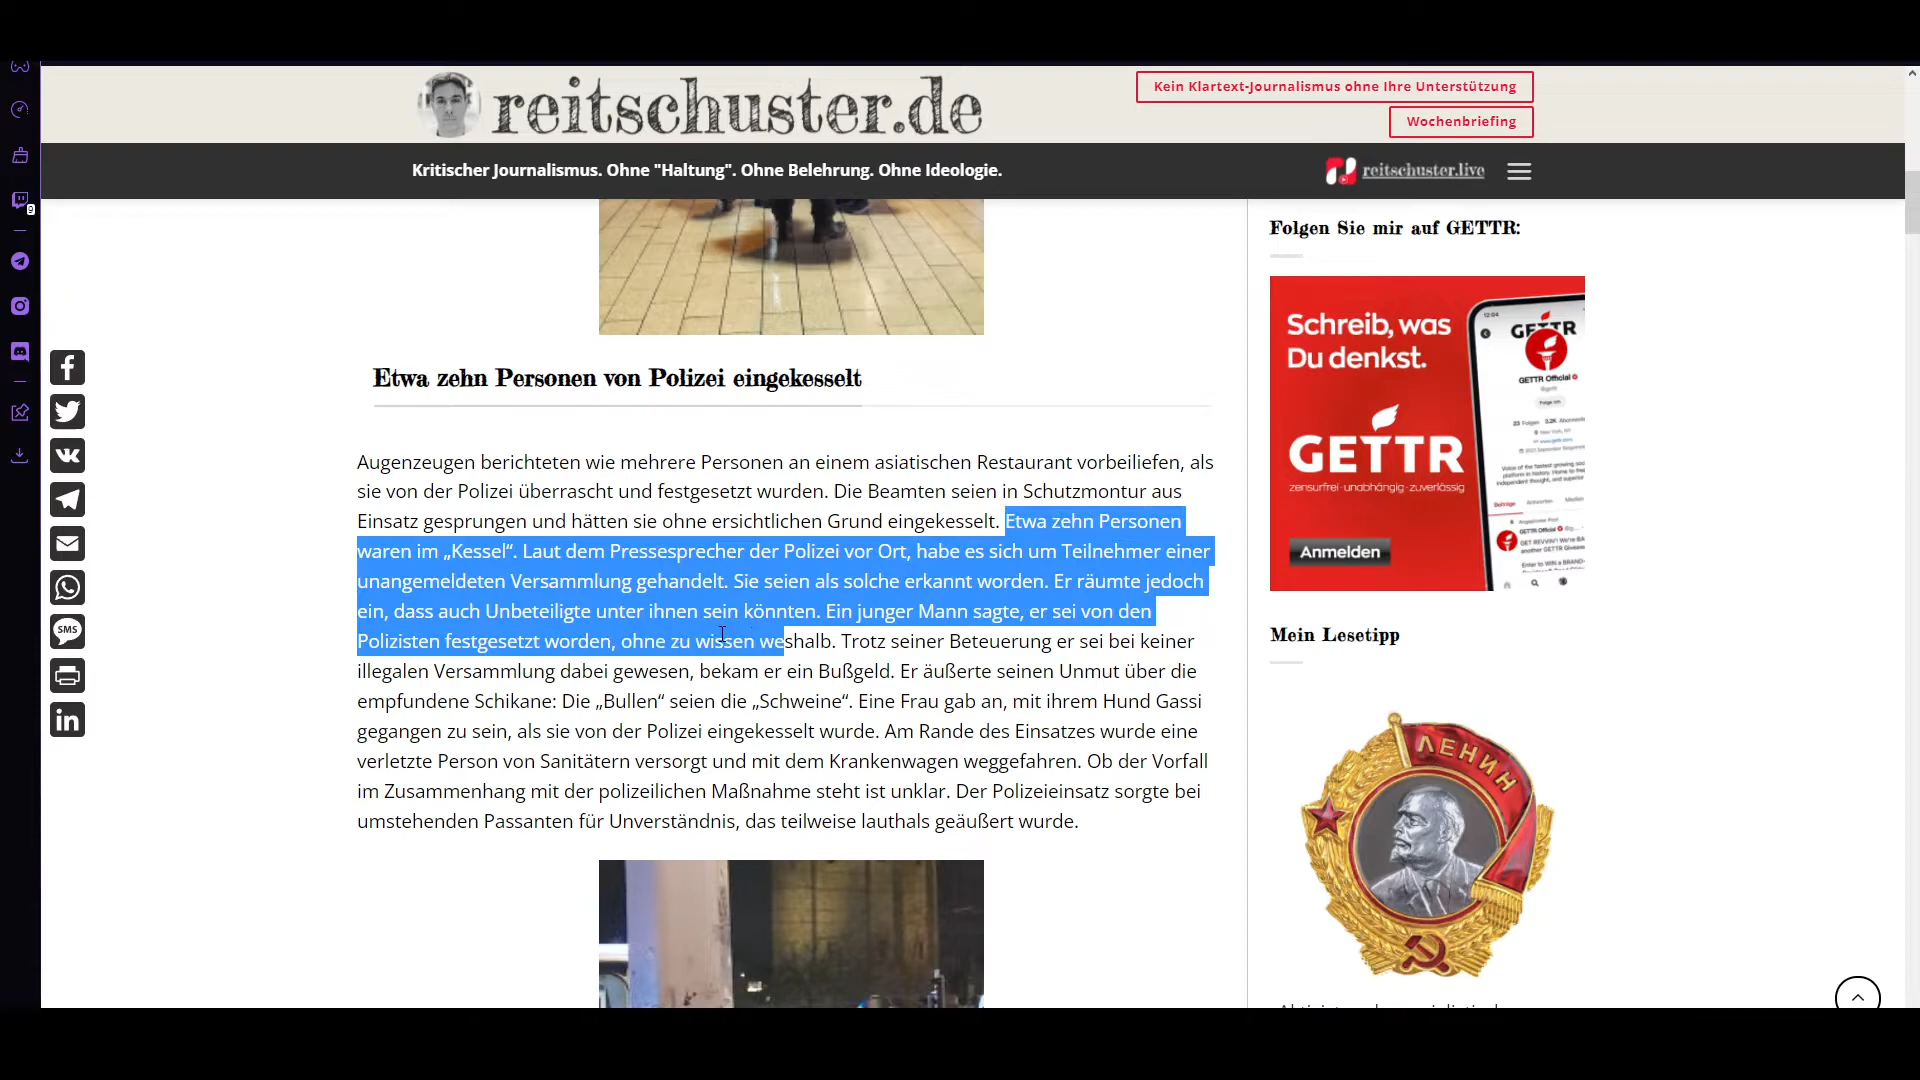 reitschuster.de
Kein Klartext-Journalismus ohne Ihre Unterstützung
Wochenbriefing
Kritischer Journalismus. Ohne "Haltung". Ohne Belehrung. Ohne Ideologie.
reitschuster.live
9
Etwa zehn Personen von Polizei eingekesselt
Augenzeugen berichteten wie mehrere Personen an einem asiatischen Restaurant vorbeiliefen, als
sie von der Polizei überrascht und festgesetzt wurden. Die Beamten seien in Schutzmontur aus
Einsatz gesprungen und hätten sie ohne ersichtlichen Grund eingekesselt. Etwa zehn Personen
waren im „Kessel“. Laut dem Pressesprecher der Polizei vor Ort, habe es sich um Teilnehmer einer
unangemeldeten Versammlung gehandelt. Sie seien als solche erkannt worden. Er räumte jedoch
ein, dass auch Unbeteiligte unter ihnen sein könnten. Ein junger Mann sagte, er sei von den
Polizisten festgesetzt worden, ohne zu wissen weshalb. Trotz seiner Beteuerung er sei bei keiner
illegalen Versammlung dabei gewesen, bekam er ein Bußgeld. Er äußerte seinen Unmut über die
empfundene Schikane: Die „Bullen“ seien die „Schweine“. Eine Frau gab an, mit ihrem Hund Gassi
gegangen zu sein, als sie von der Polizei eingekesselt wurde. Am Rande des Einsatzes wurde eine
verletzte Person von Sanitätern versorgt und mit dem Krankenwagen weggefahren. Ob der Vorfall
im Zusammenhang mit der polizeilichen Maßnahme steht ist unklar. Der Polizeieinsatz sorgte bei
umstehenden Passanten für Unverständnis, das teilweise lauthals geäußert wurde.
SMS
Folgen Sie mir auf GETTR:
Schreib, was
Du denkst.
GETTR
zensurfrei · unabhängig · zuverlässig
Anmelden
12:04
GETTR
GETTR Official
@gettr
Folge ich
Mein Lesetipp
ЛЕНИН